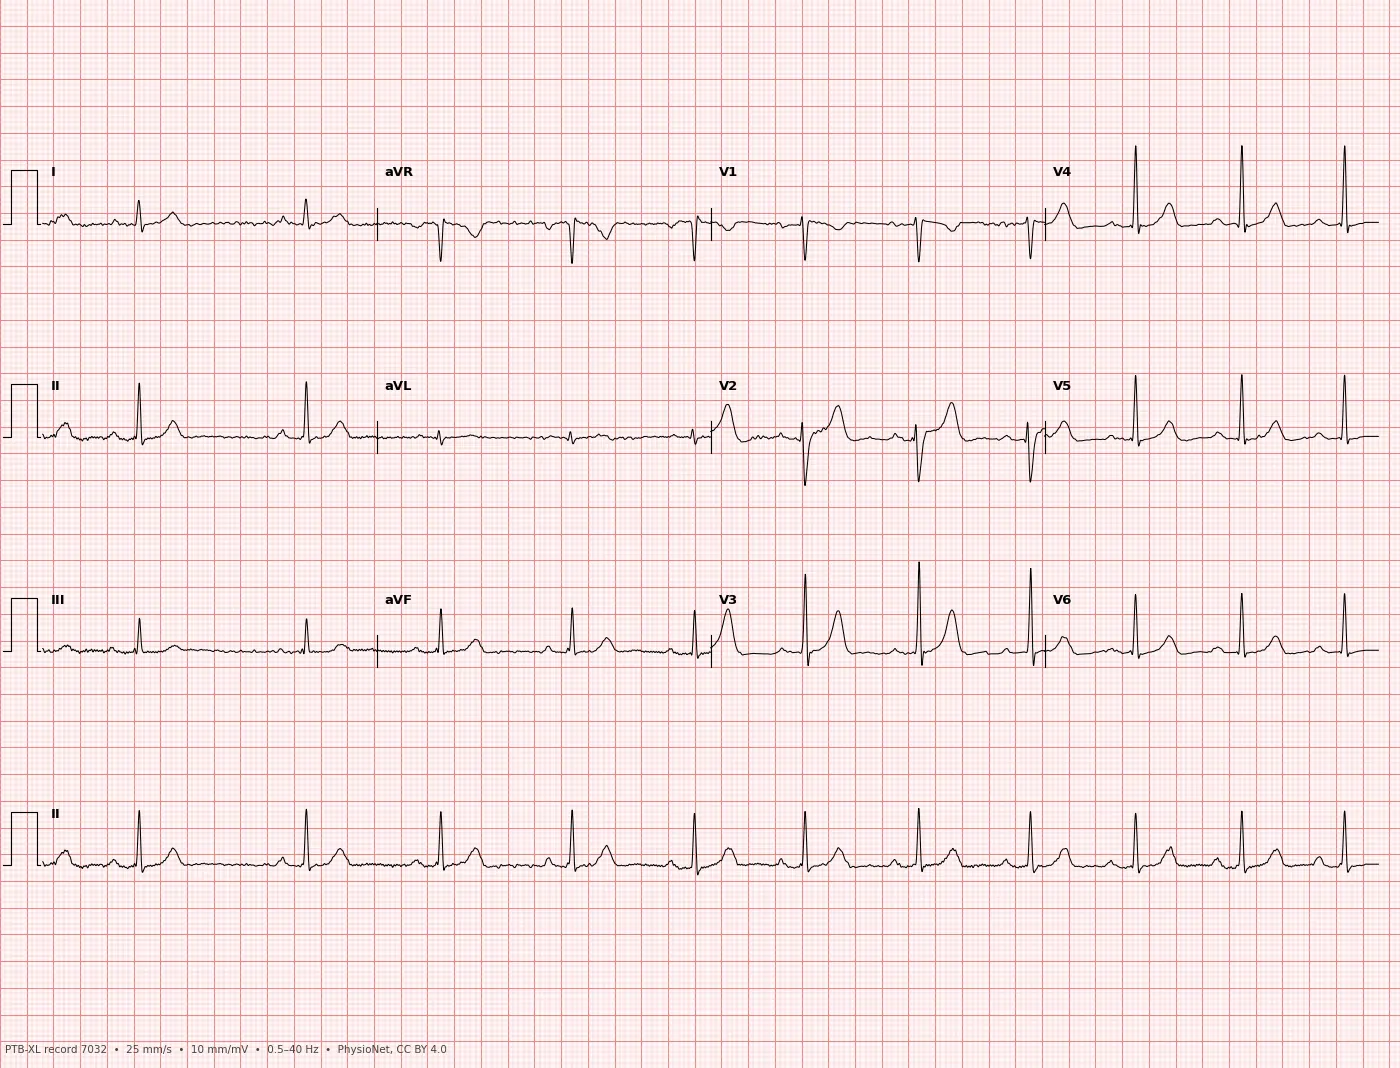 I
aVR
V1
V4
II
aVL
V2
V5
III
aVF
V3
V6
II
PTB-XL record 7032 • 25 mm/s • 10 mm/mV • 0.5–40 Hz • PhysioNet, CC BY 4.0